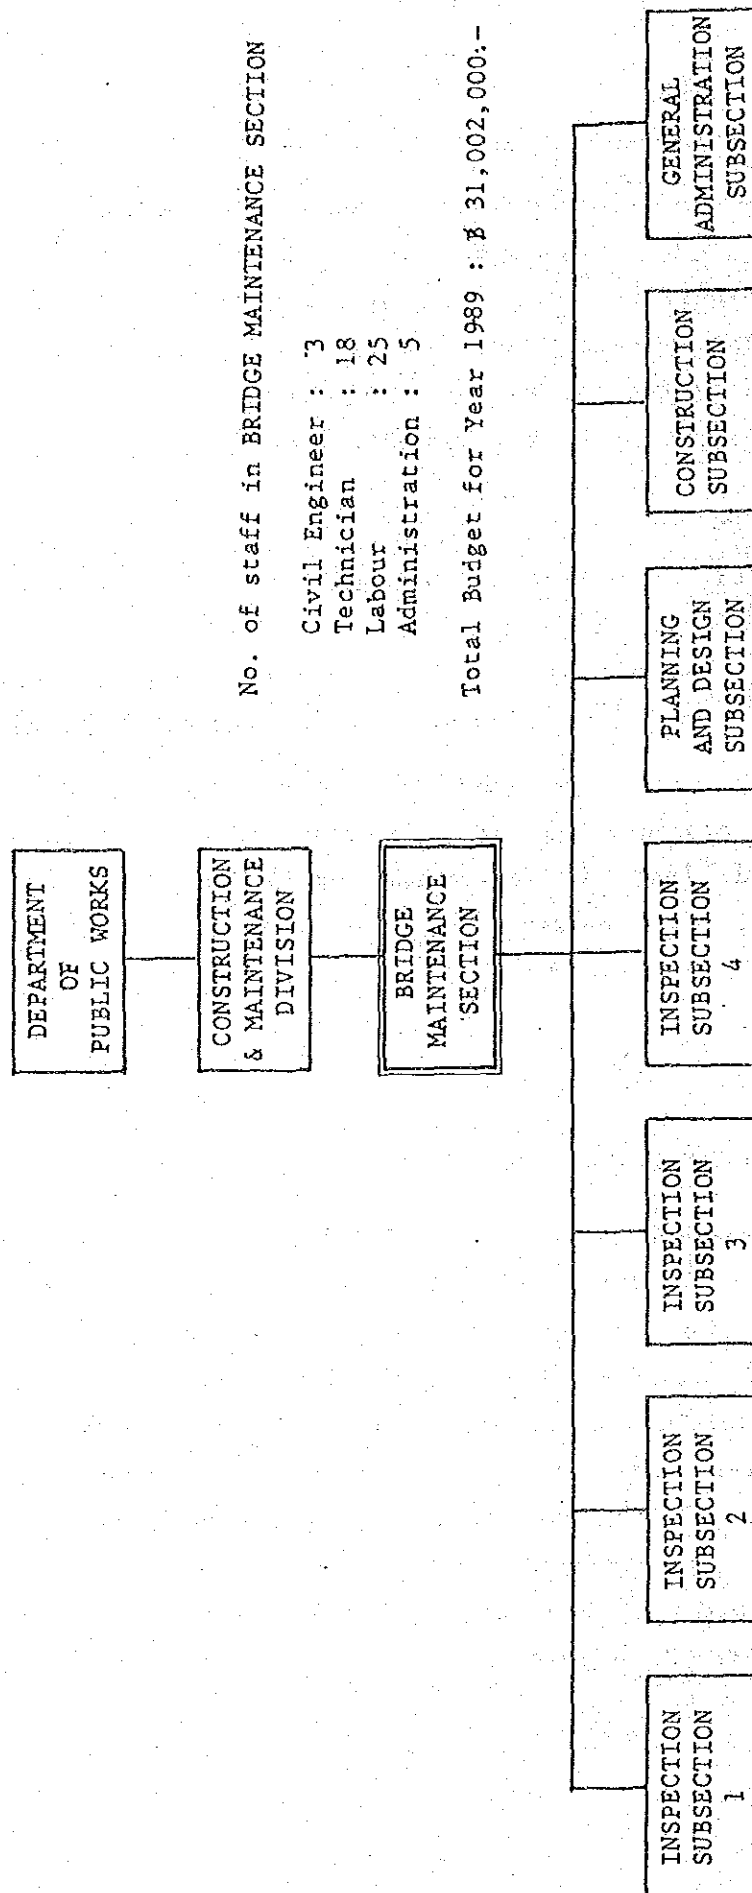 DEPARTMENT
OF
PUBLIC WORKS
CONSTRUCTION
& MAINTENANCE
DIVISION
BRIDGE
MAINTENANCE
SECTION
No. of staff in BRIDGE MAINTENANCE SECTION
Civil Engineer : 3
Technician : 18
Labour : 25
Administration : 5
Total Budget for Year 1989 : ฿ 31,002,000.-
INSPECTION
SUBSECTION
1
INSPECTION
SUBSECTION
2
INSPECTION
SUBSECTION
3
INSPECTION
SUBSECTION
4
PLANNING
AND DESIGN
SUBSECTION
CONSTRUCTION
SUBSECTION
GENERAL
ADMINISTRATION
SUBSECTION